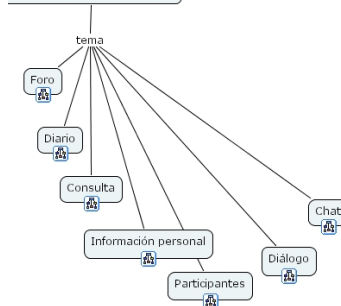 tema
Foro
Diario
Consulta
Chat
Información personal
Diálogo
Participantes